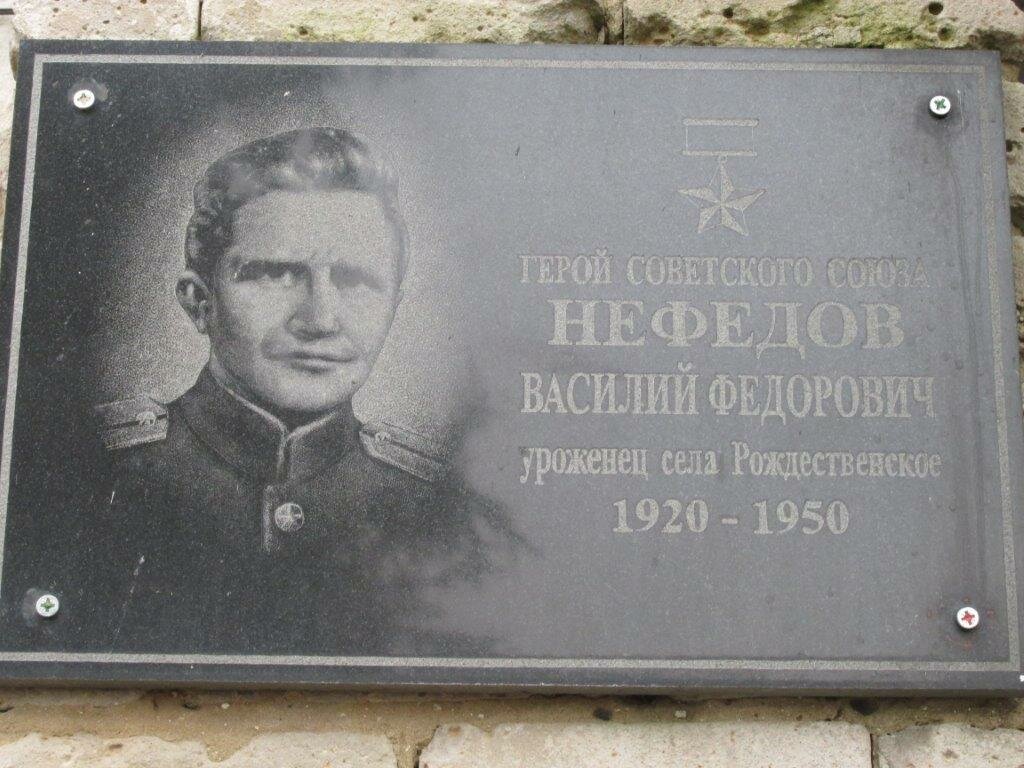 ГЕРОЙ СОВЕТСКОГО СОЮЗА
НЕФЕДОВ
ВАСИЛИЙ ФЕДОРОВИЧ
уроженец села Рождественское
1920 - 1950